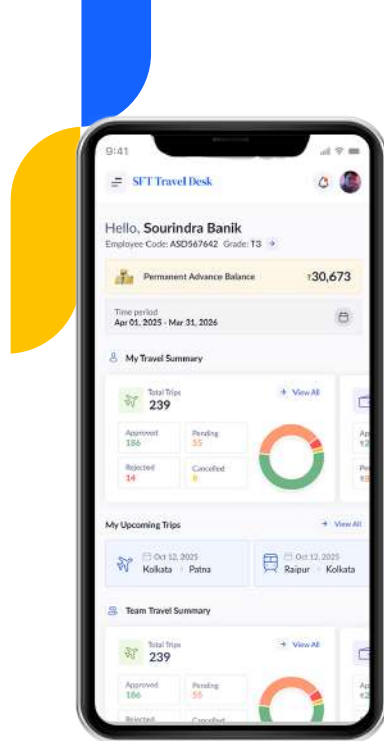 9:41
SFT Travel Desk
Hello, Sourindra Banik
Employee Code: ASD567642 Grade: T3
Permanent Advance Balance ₹30,673
Time period
Apr 01, 2025 - Mar 31, 2026
My Travel Summary
Total Trips
239
View All
Approved
186
Pending
55
Rejected
14
Cancelled
8
My Upcoming Trips View All
Oct 12, 2025
Kolkata Patna
Oct 12, 2025
Raipur Kolkata
Team Travel Summary
Total Trips
239
View All
Approved
186
Pending
55
Rejected
Cancelled